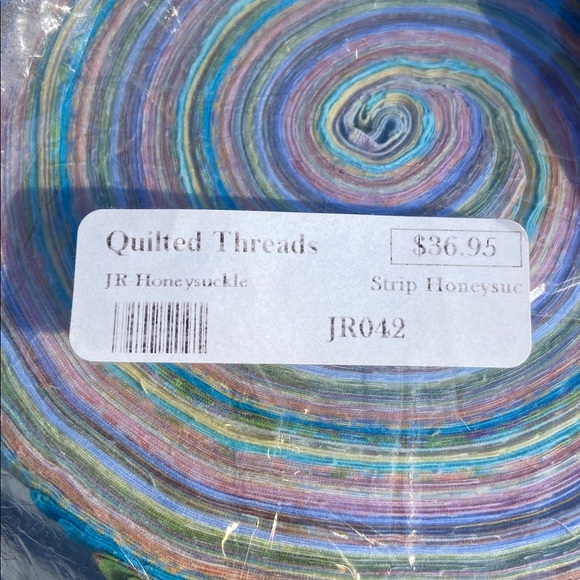 Quilted Threads
$36.95
JR Honeysuckle
Strip Honeysuc
JR042